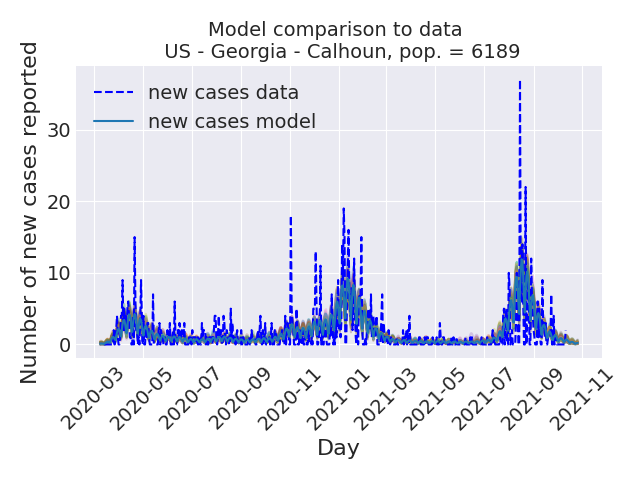 Model comparison to data
US - Georgia - Calhoun, pop. = 6189
Number of new cases reported
new cases data
new cases model
30
20
10
0
2020-03
2020-05
2020-07
2020-09
2020-11
2021-01
2021-03
2021-05
2021-07
2021-09
2021-11
Day